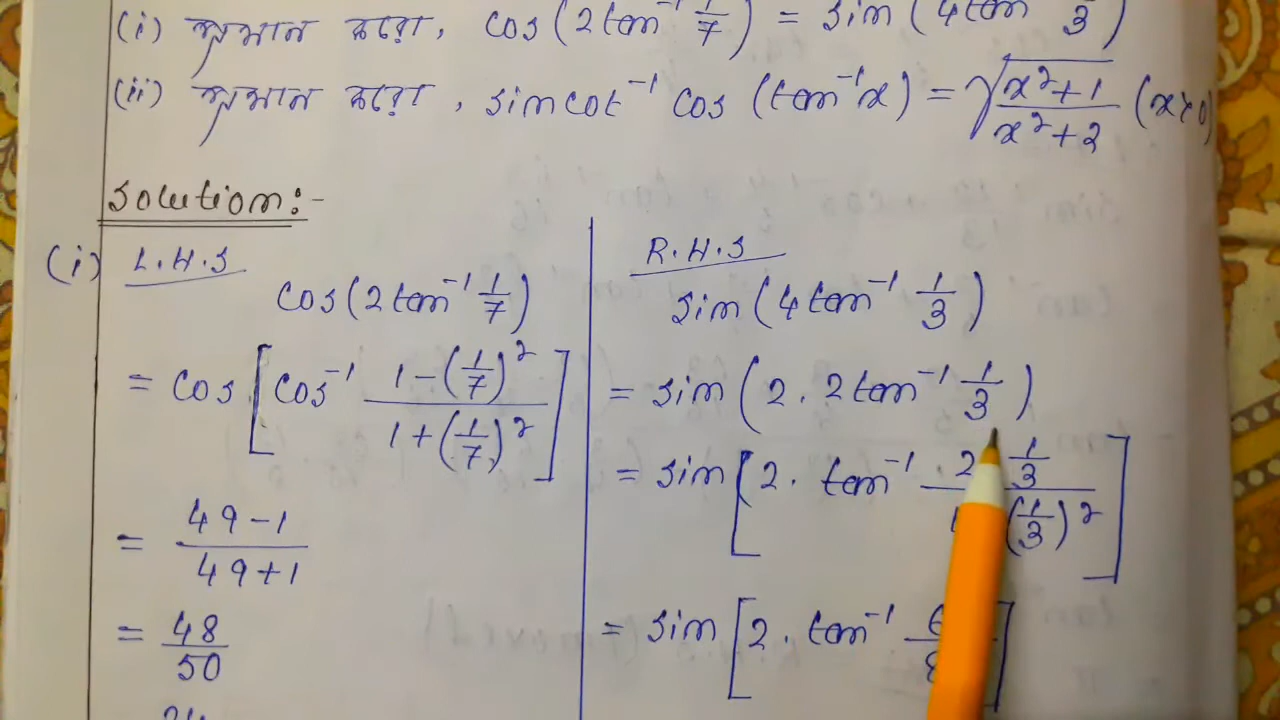 (i) প্রমাণ করো, cos(2tan⁻¹ 1/7) = sin(4tan 1/3)
(ii) প্রমাণ করো, sin cot⁻¹ cos (tan⁻¹x) = √(x²+1)/(x²+2) (x>0)
Solution:-
(i) L.H.S
cos(2tan⁻¹ 1/7)
= cos [cos⁻¹ (1-(1/7)²)/(1+(1/7)²)]
= (49-1)/(49+1)
= 48/50
24
R.H.S
sin(4tan⁻¹ 1/3)
= sin(2. 2tan⁻¹ 1/3)
= sin [2. tan⁻¹ (2 1/3)/(1 (1/3)²)]
= sin [2. tan⁻¹ 6/8]